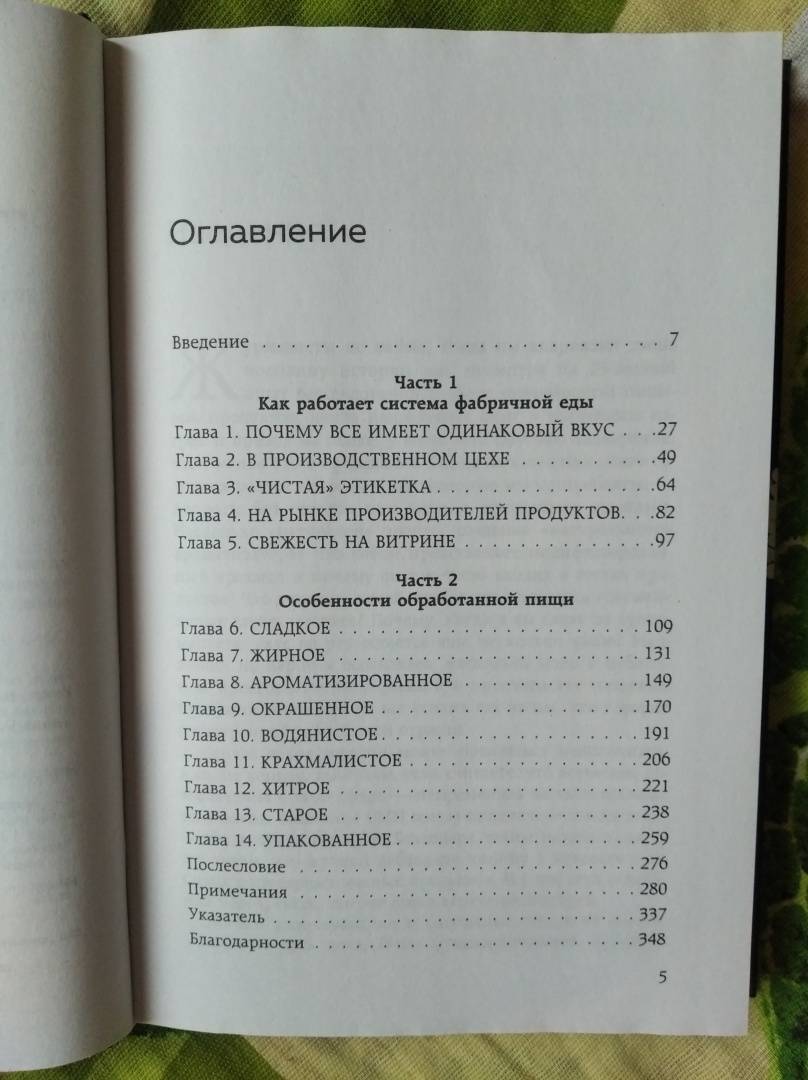 Оглавление
Введение . . . . . . . . . . . . . . . . . . . . . . . . . . . . 7
Часть 1
Как работает система фабричной еды
Глава 1. ПОЧЕМУ ВСЕ ИМЕЕТ ОДИНАКОВЫЙ ВКУС . . .27
Глава 2. В ПРОИЗВОДСТВЕННОМ ЦЕХЕ . . . . . . . . . . 49
Глава 3. «ЧИСТАЯ» ЭТИКЕТКА . . . . . . . . . . . . . . . .64
Глава 4. НА РЫНКЕ ПРОИЗВОДИТЕЛЕЙ ПРОДУКТОВ. . . 82
Глава 5. СВЕЖЕСТЬ НА ВИТРИНЕ . . . . . . . . . . . . . .97
Часть 2
Особенности обработанной пищи
Глава 6. СЛАДКОЕ . . . . . . . . . . . . . . . . . . . . . . 109
Глава 7. ЖИРНОЕ . . . . . . . . . . . . . . . . . . . . . . 131
Глава 8. АРОМАТИЗИРОВАННОЕ . . . . . . . . . . . . . 149
Глава 9. ОКРАШЕННОЕ . . . . . . . . . . . . . . . . . . . 170
Глава 10. ВОДЯНИСТОЕ . . . . . . . . . . . . . . . . . . . 191
Глава 11. КРАХМАЛИСТОЕ . . . . . . . . . . . . . . . . . 206
Глава 12. ХИТРОЕ . . . . . . . . . . . . . . . . . . . . . . 221
Глава 13. СТАРОЕ . . . . . . . . . . . . . . . . . . . . . . 238
Глава 14. УПАКОВАННОЕ . . . . . . . . . . . . . . . . . . 259
Послесловие . . . . . . . . . . . . . . . . . . . . . . . . 276
Примечания . . . . . . . . . . . . . . . . . . . . . . . . 280
Указатель . . . . . . . . . . . . . . . . . . . . . . . . . . 337
Благодарности . . . . . . . . . . . . . . . . . . . . . . . 348
5